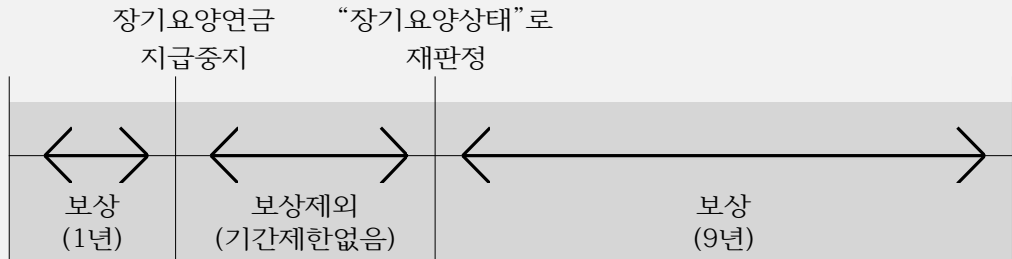 장기요양연금
지급중지
“장기요양상태”로
재판정
보상
(1년)
보상제외
(기간제한없음)
보상
(9년)